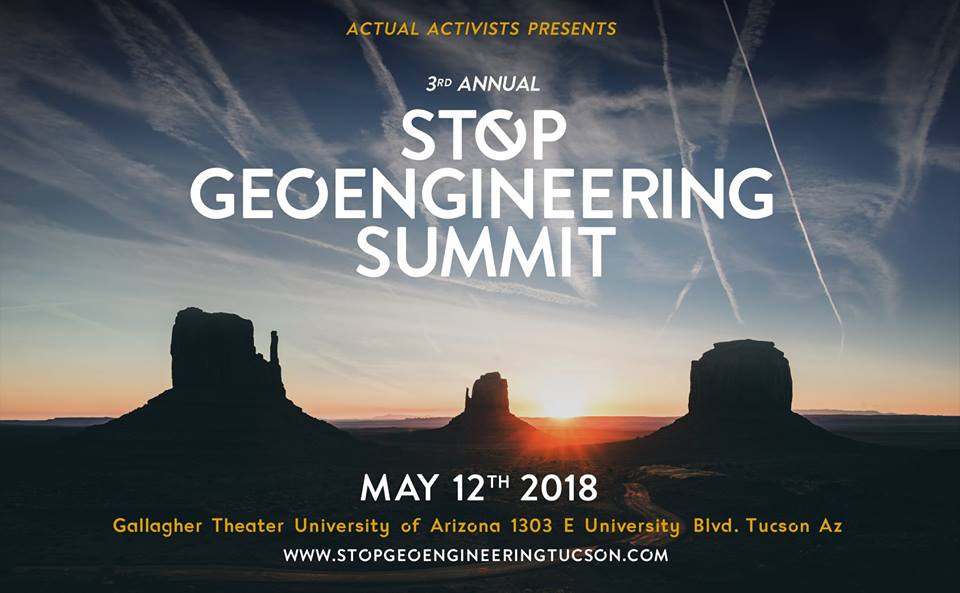 ACTUAL ACTIVISTS PRESENTS
3RD ANNUAL
STOP
GEOENGINEERING
SUMMIT
MAY 12TH 2018
Gallagher Theater University of Arizona 1303 E University Blvd. Tucson Az
WWW.STOPGEOENGINEERINGTUCSON.COM